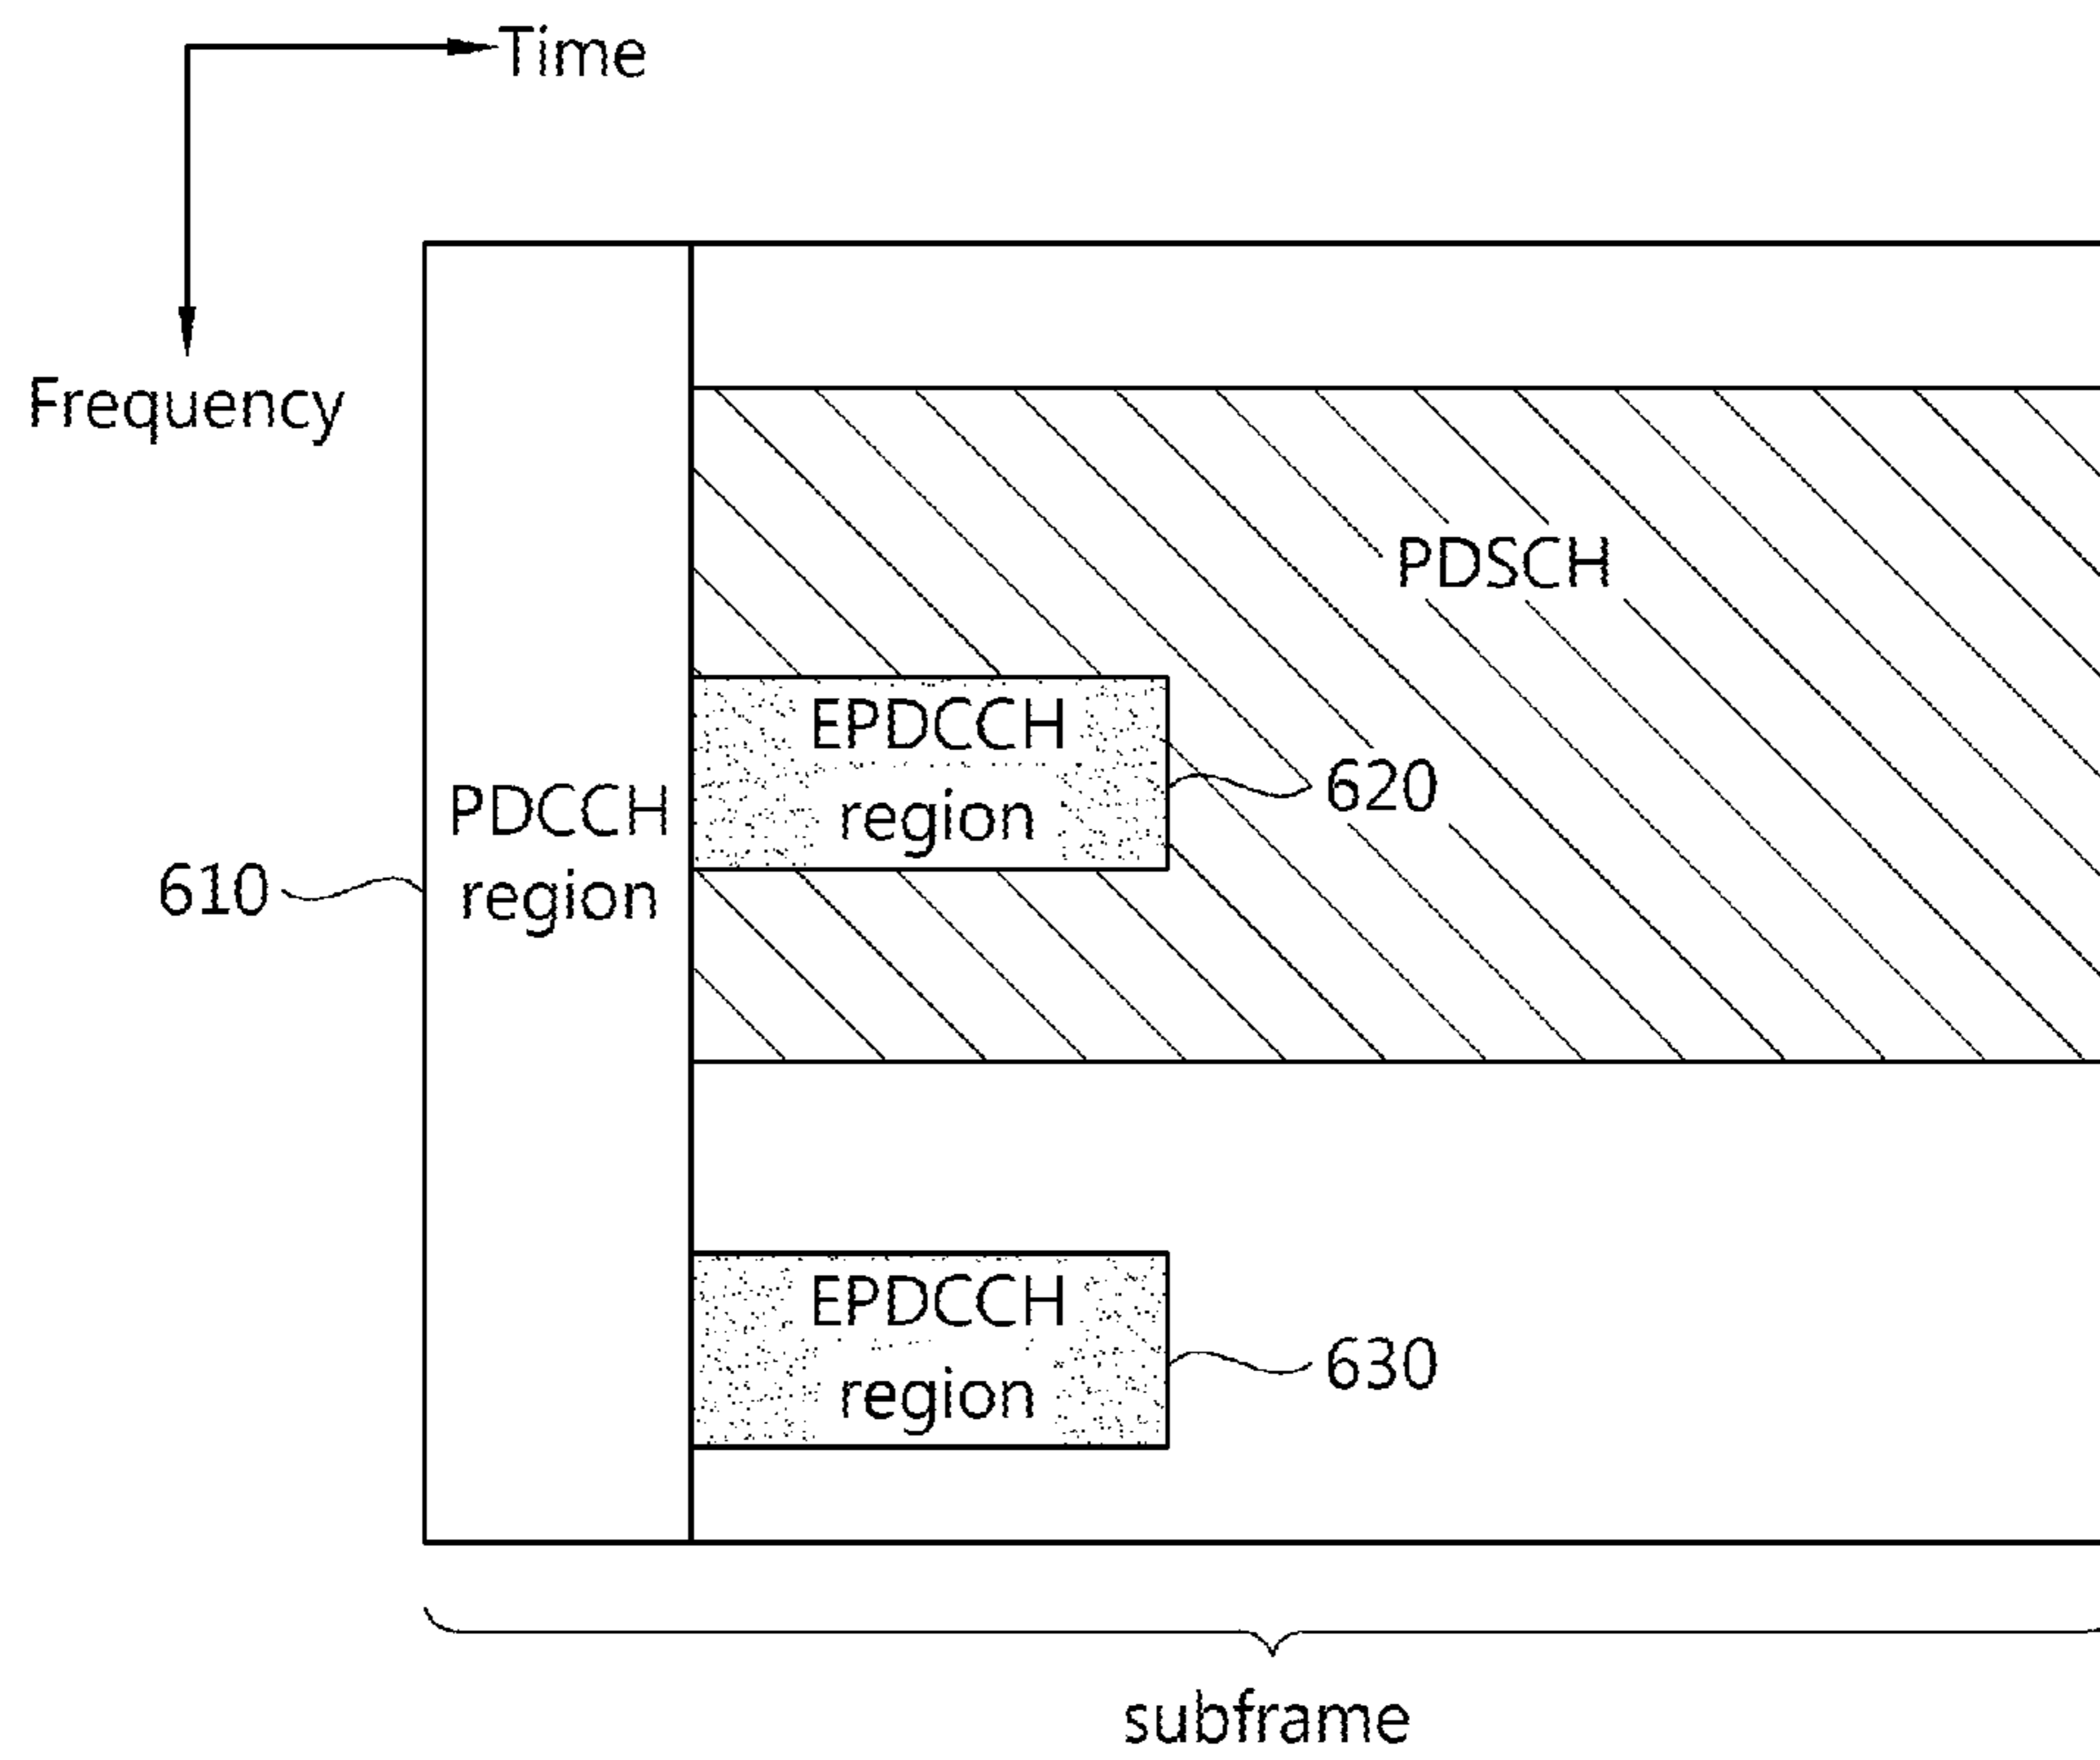 Time
Frequency
PDSCH
EPDCCH
region
620
PDCCH
region
610
EPDCCH
region
630
subframe